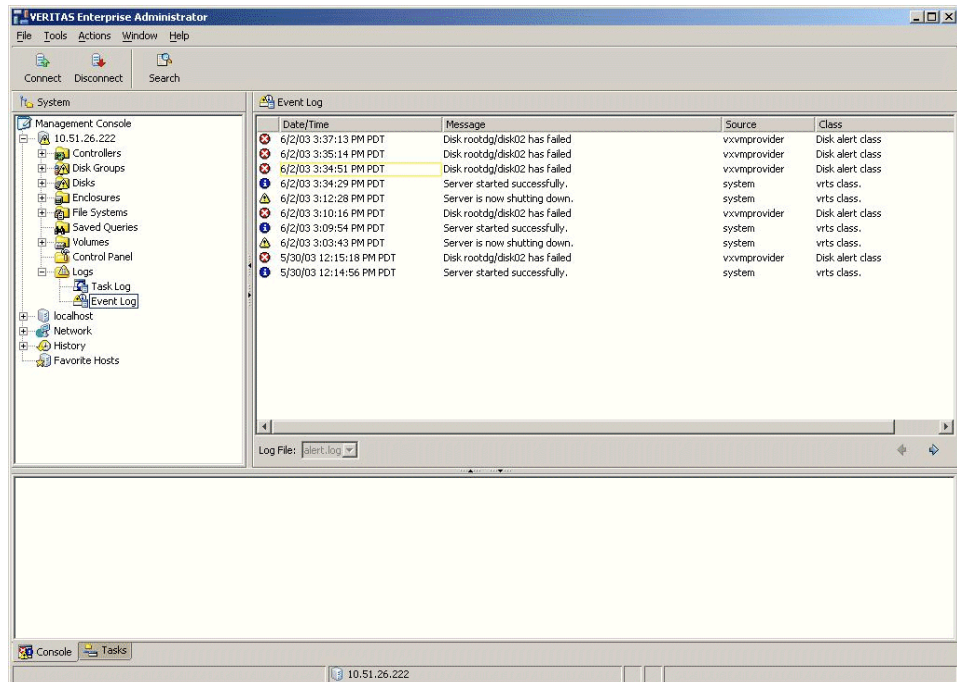 VERITAS Enterprise Administrator
File Tools Actions Window Help
Connect Disconnect Search
System
Management Console
10.51.26.222
Controllers
Disk Groups
Disks
Enclosures
File Systems
Saved Queries
Volumes
Control Panel
Logs
Task Log
Event Log
localhost
Network
History
Favorite Hosts
Event Log
Date/Time Message Source Class
6/2/03 3:37:13 PM PDT Disk rootdg/disk02 has failed vxvmprovider Disk alert class
6/2/03 3:35:14 PM PDT Disk rootdg/disk02 has failed vxvmprovider Disk alert class
6/2/03 3:34:51 PM PDT Disk rootdg/disk02 has failed vxvmprovider Disk alert class
6/2/03 3:34:29 PM PDT Server started successfully. system vrts class.
6/2/03 3:12:28 PM PDT Server is now shutting down. system vrts class.
6/2/03 3:10:16 PM PDT Disk rootdg/disk02 has failed vxvmprovider Disk alert class
6/2/03 3:09:54 PM PDT Server started successfully. system vrts class.
6/2/03 3:03:43 PM PDT Server is now shutting down. system vrts class.
5/30/03 12:15:18 PM PDT Disk rootdg/disk02 has failed vxvmprovider Disk alert class
5/30/03 12:14:56 PM PDT Server started successfully. system vrts class.
Log File: alert.log
Console Tasks
10.51.26.222